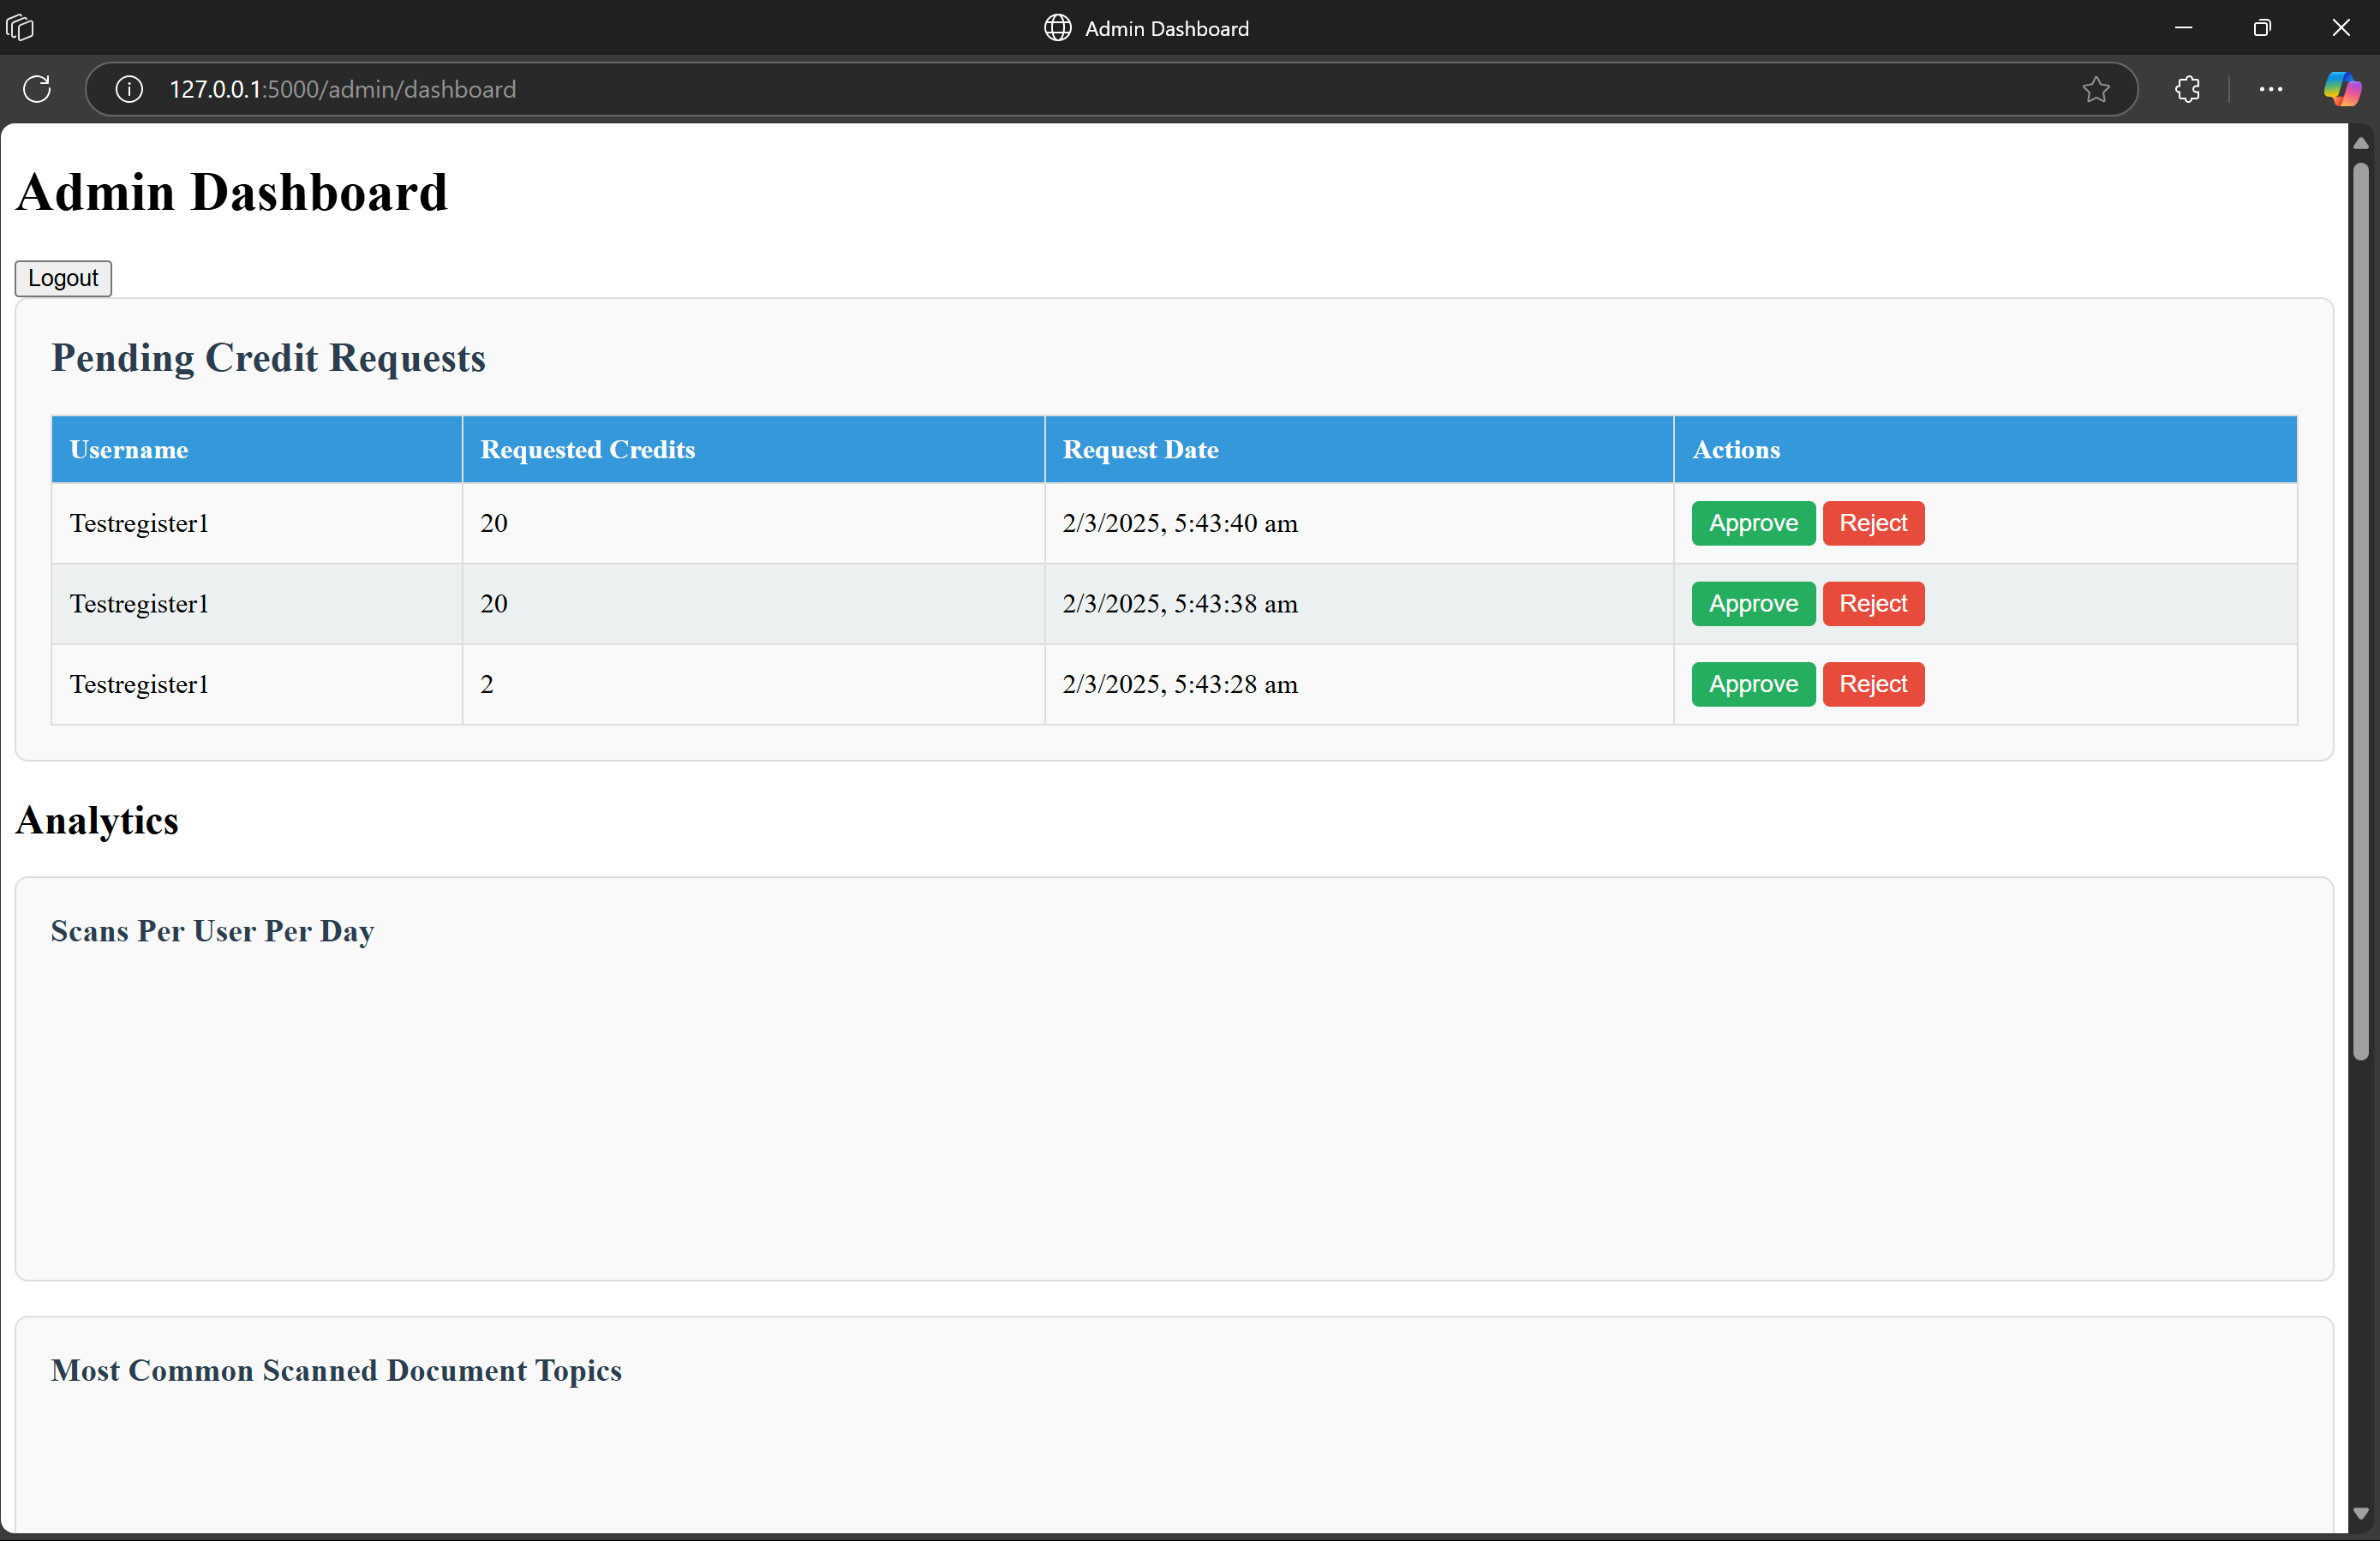 Admin Dashboard
127.0.0.1:5000/admin/dashboard
Admin Dashboard
Logout
Pending Credit Requests
Username Requested Credits Request Date Actions
Testregister1 20 2/3/2025, 5:43:40 am Approve Reject
Testregister1 20 2/3/2025, 5:43:38 am Approve Reject
Testregister1 2 2/3/2025, 5:43:28 am Approve Reject
Analytics
Scans Per User Per Day
Most Common Scanned Document Topics